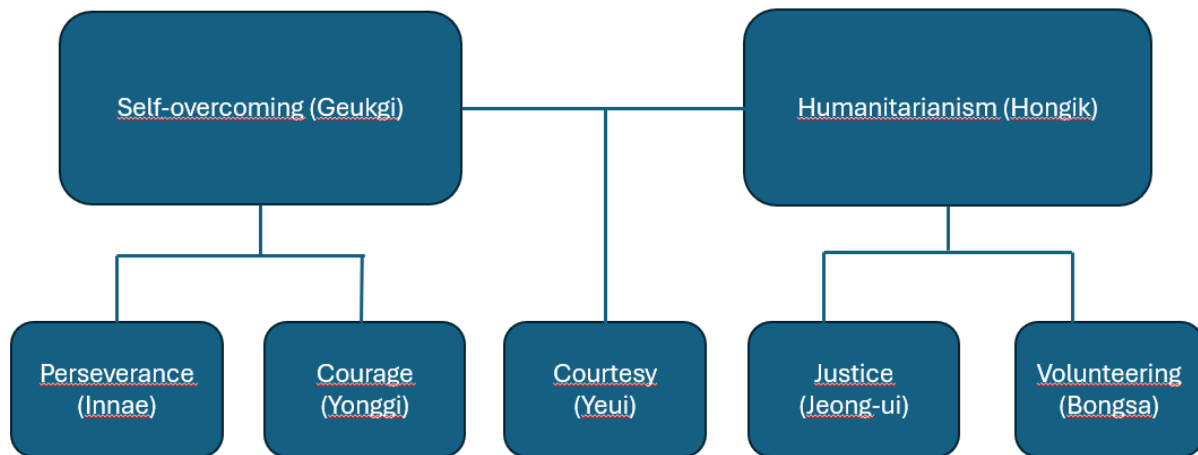 Self-overcoming (Geukgi)
Humanitarianism (Hongik)
Perseverance
(Innae)
Courage
(Yonggi)
Courtesy
(Yeui)
Justice
(Jeong-ui)
Volunteering
(Bongsa)